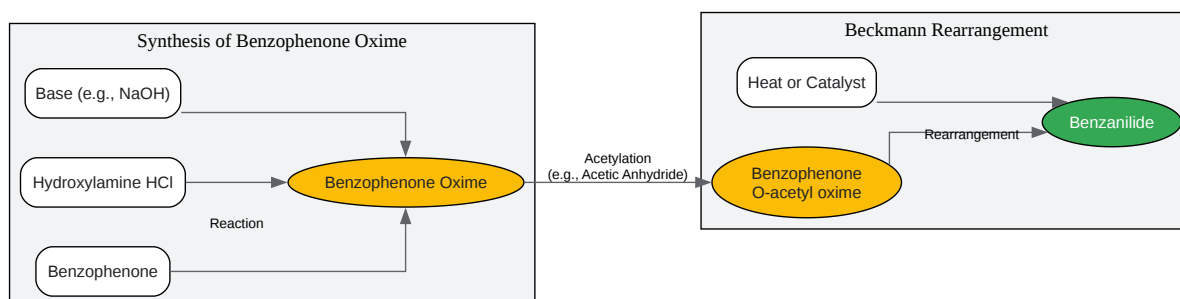 Synthesis of Benzophenone Oxime
Base (e.g., NaOH)
Hydroxylamine HCl
Benzophenone Oxime
Reaction
Benzophenone
Acetylation
(e.g., Acetic Anhydride)
Beckmann Rearrangement
Heat or Catalyst
Benzanilide
Rearrangement
Benzophenone
O-acetyl oxime